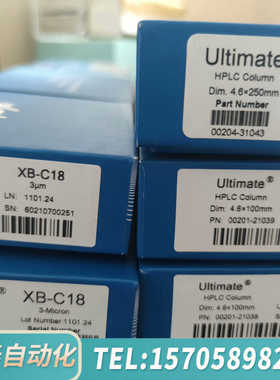 Ultimate®
HPLC Column
Dim. 4.6×250mm
Part Number
00204-31043
XB-C18
3μm
LN: 1101.24
SN: 60210700251
Ultimate®
HPLC Column
Dim. 4.6×100mm
PN: 00201-21039
XB-C18
3-Micron
Lot Number 1101.24
Serial Number
Ultimate®
HPLC Column
Dim. 4.6×100mm
PN: 00201-21039
自动化
TEL:157058982